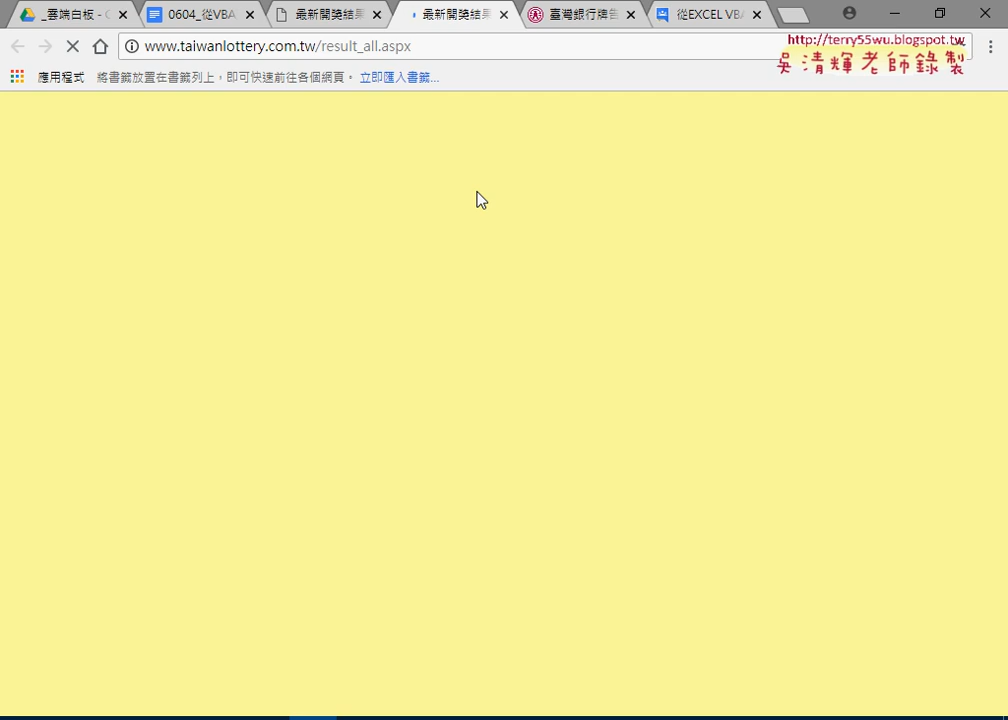 _雲端白板 - G
0604_從VBA
最新開獎結果
最新開獎結果
臺灣銀行牌告
從EXCEL VBA
www.taiwanlottery.com.tw/result_all.aspx
http://terry55wu.blogspot.tw
吳清輝老師錄製
應用程式
將書籤放置在書籤列上，即可快速前往各個網頁。
立即匯入書籤...